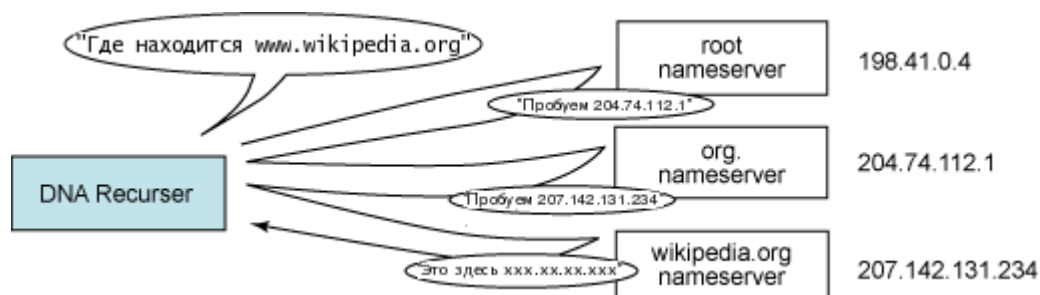 "Где находится www.wikipedia.org"
root
nameserver
198.41.0.4
"Пробуем 204.74.112.1"
org.
nameserver
204.74.112.1
DNA Recurser
"Пробуем 207.142.131.234"
wikipedia.org
nameserver
207.142.131.234
"Это здесь xxx.xx.xx.xxx"